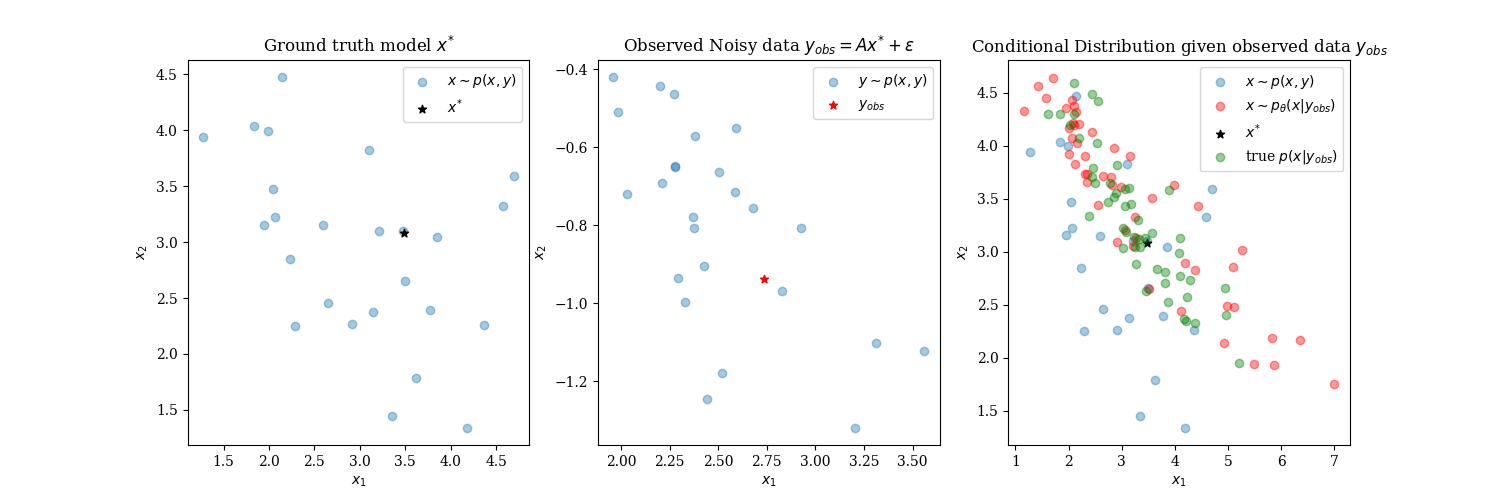 Ground truth model x*
x ~ p(x, y)
x*
4.5
4.0
3.5
3.0
2.5
2.0
1.5
x₂
1.5 2.0 2.5 3.0 3.5 4.0 4.5
x₁
Observed Noisy data y_obs = Ax* + ε
y ~ p(x, y)
y_obs
−0.4
−0.6
−0.8
−1.0
−1.2
x₂
2.00 2.25 2.50 2.75 3.00 3.25 3.50
x₁
Conditional Distribution given observed data y_obs
x ~ p(x, y)
x ~ p_θ(x|y_obs)
x*
true p(x|y_obs)
4.5
4.0
3.5
3.0
2.5
2.0
1.5
x₂
1 2 3 4 5 6 7
x₁